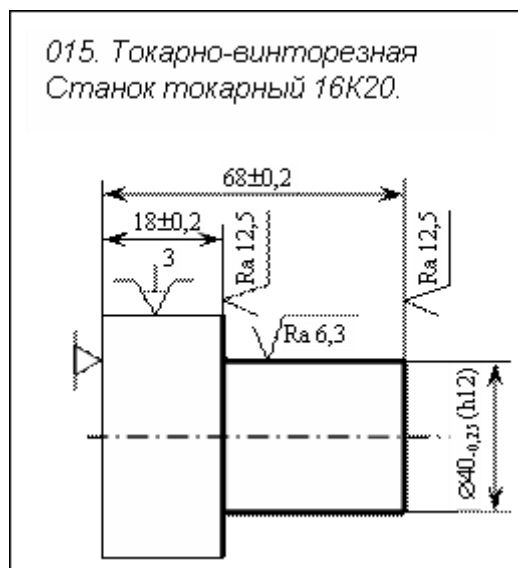 015. Токарно-винторезная
Станок токарный 16К20.
68±0,2
18±0,2
3
Ra 12,5
Ra 12,5
Ra 6,3
⌀40-0,25 (h12)